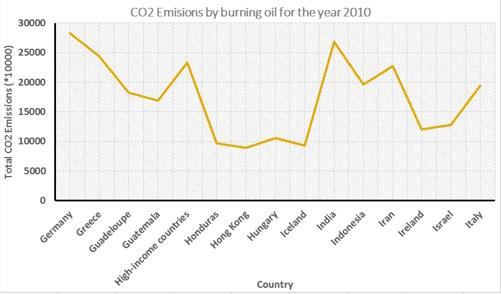 CO2 Emisions by burning oil for the year 2010
Total CO2 Emissions (*10000)
30000
25000
20000
15000
10000
5000
0
Germany
Greece
Guadeloupe
Guatemala
High-income countries
Honduras
Hong Kong
Hungary
Iceland
India
Indonesia
Iran
Ireland
Israel
Italy
Country